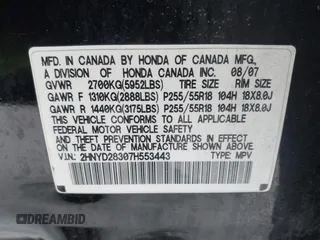 MFD. IN CANADA BY HONDA OF CANADA MFG.,
A DIVISION OF HONDA CANADA INC. 08/07
GVWR 2700KG(5952LBS) TIRE SIZE RIM SIZE
GAWR F 1310KG(2888LBS) P255/55R18 104H 18X8.0J
GAWR R 1440KG(3175LBS) P255/55R18 104H 18X8.0J
THIS VEHICLE CONFORMS TO ALL APPLICABLE
FEDERAL MOTOR VEHICLE SAFETY AND THEFT
PREVENTION STANDARDS IN EFFECT ON THE DATE
OF MANUFACTURE SHOWN ABOVE.
V.I.N: 2HNYD28307H553443 TYPE: MPV
DREAMBID